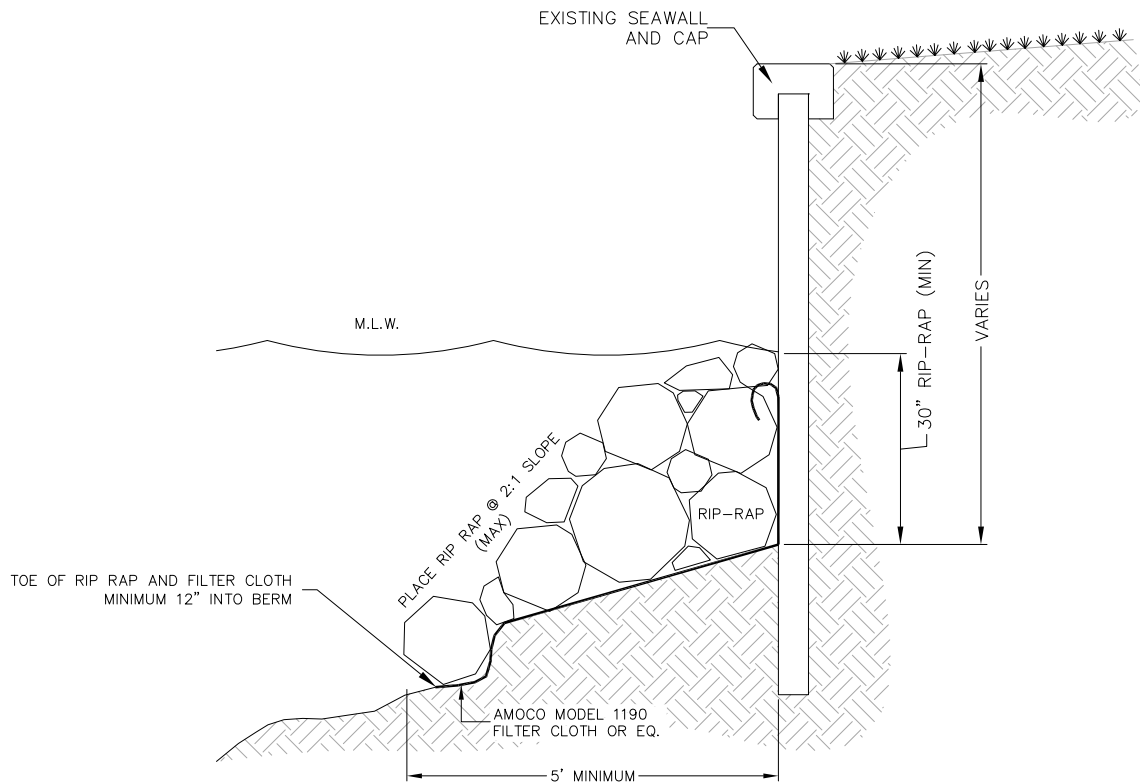 EXISTING SEAWALL
AND CAP
M.L.W.
30" RIP-RAP (MIN)
VARIES
PLACE RIP RAP @ 2:1 SLOPE
(MAX)
RIP-RAP
TOE OF RIP RAP AND FILTER CLOTH
MINIMUM 12" INTO BERM
AMOCO MODEL 1190
FILTER CLOTH OR EQ.
5' MINIMUM